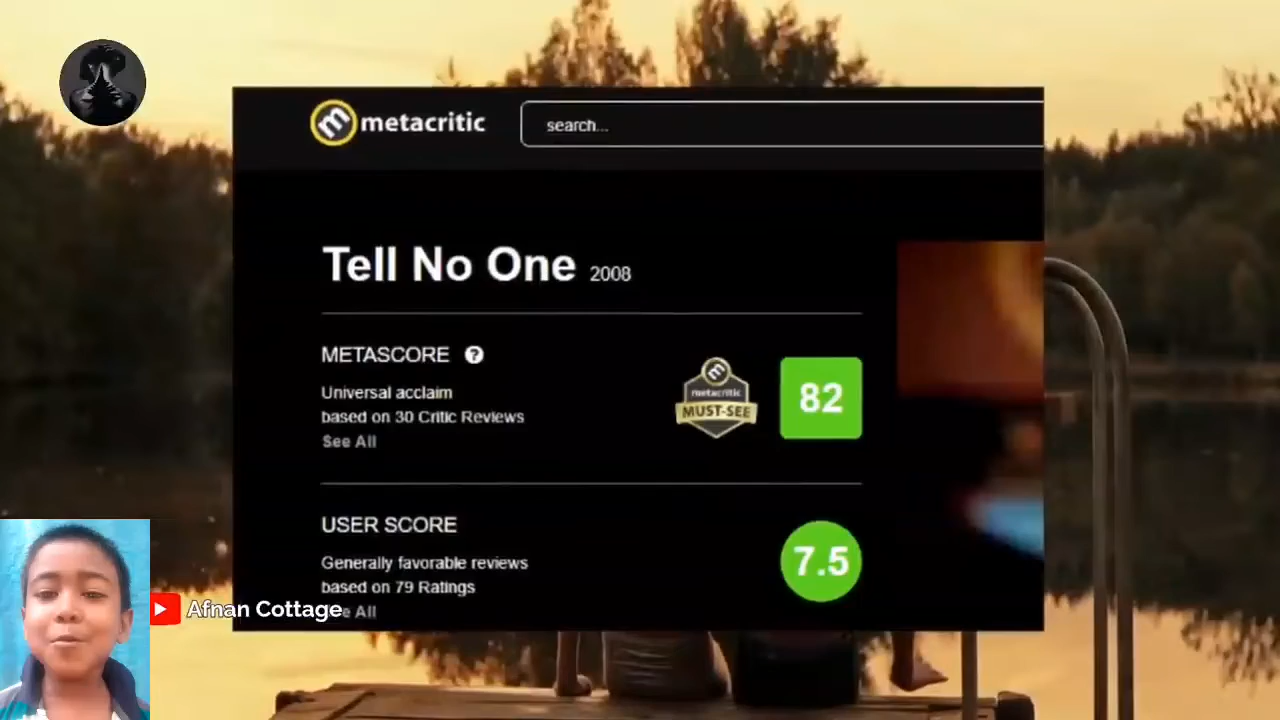 metacritic
search...
Tell No One 2008
METASCORE ?
Universal acclaim
based on 30 Critic Reviews
See All
metacritic
MUST-SEE
82
USER SCORE
Generally favorable reviews
based on 79 Ratings
7.5
Afnan Cottage
All